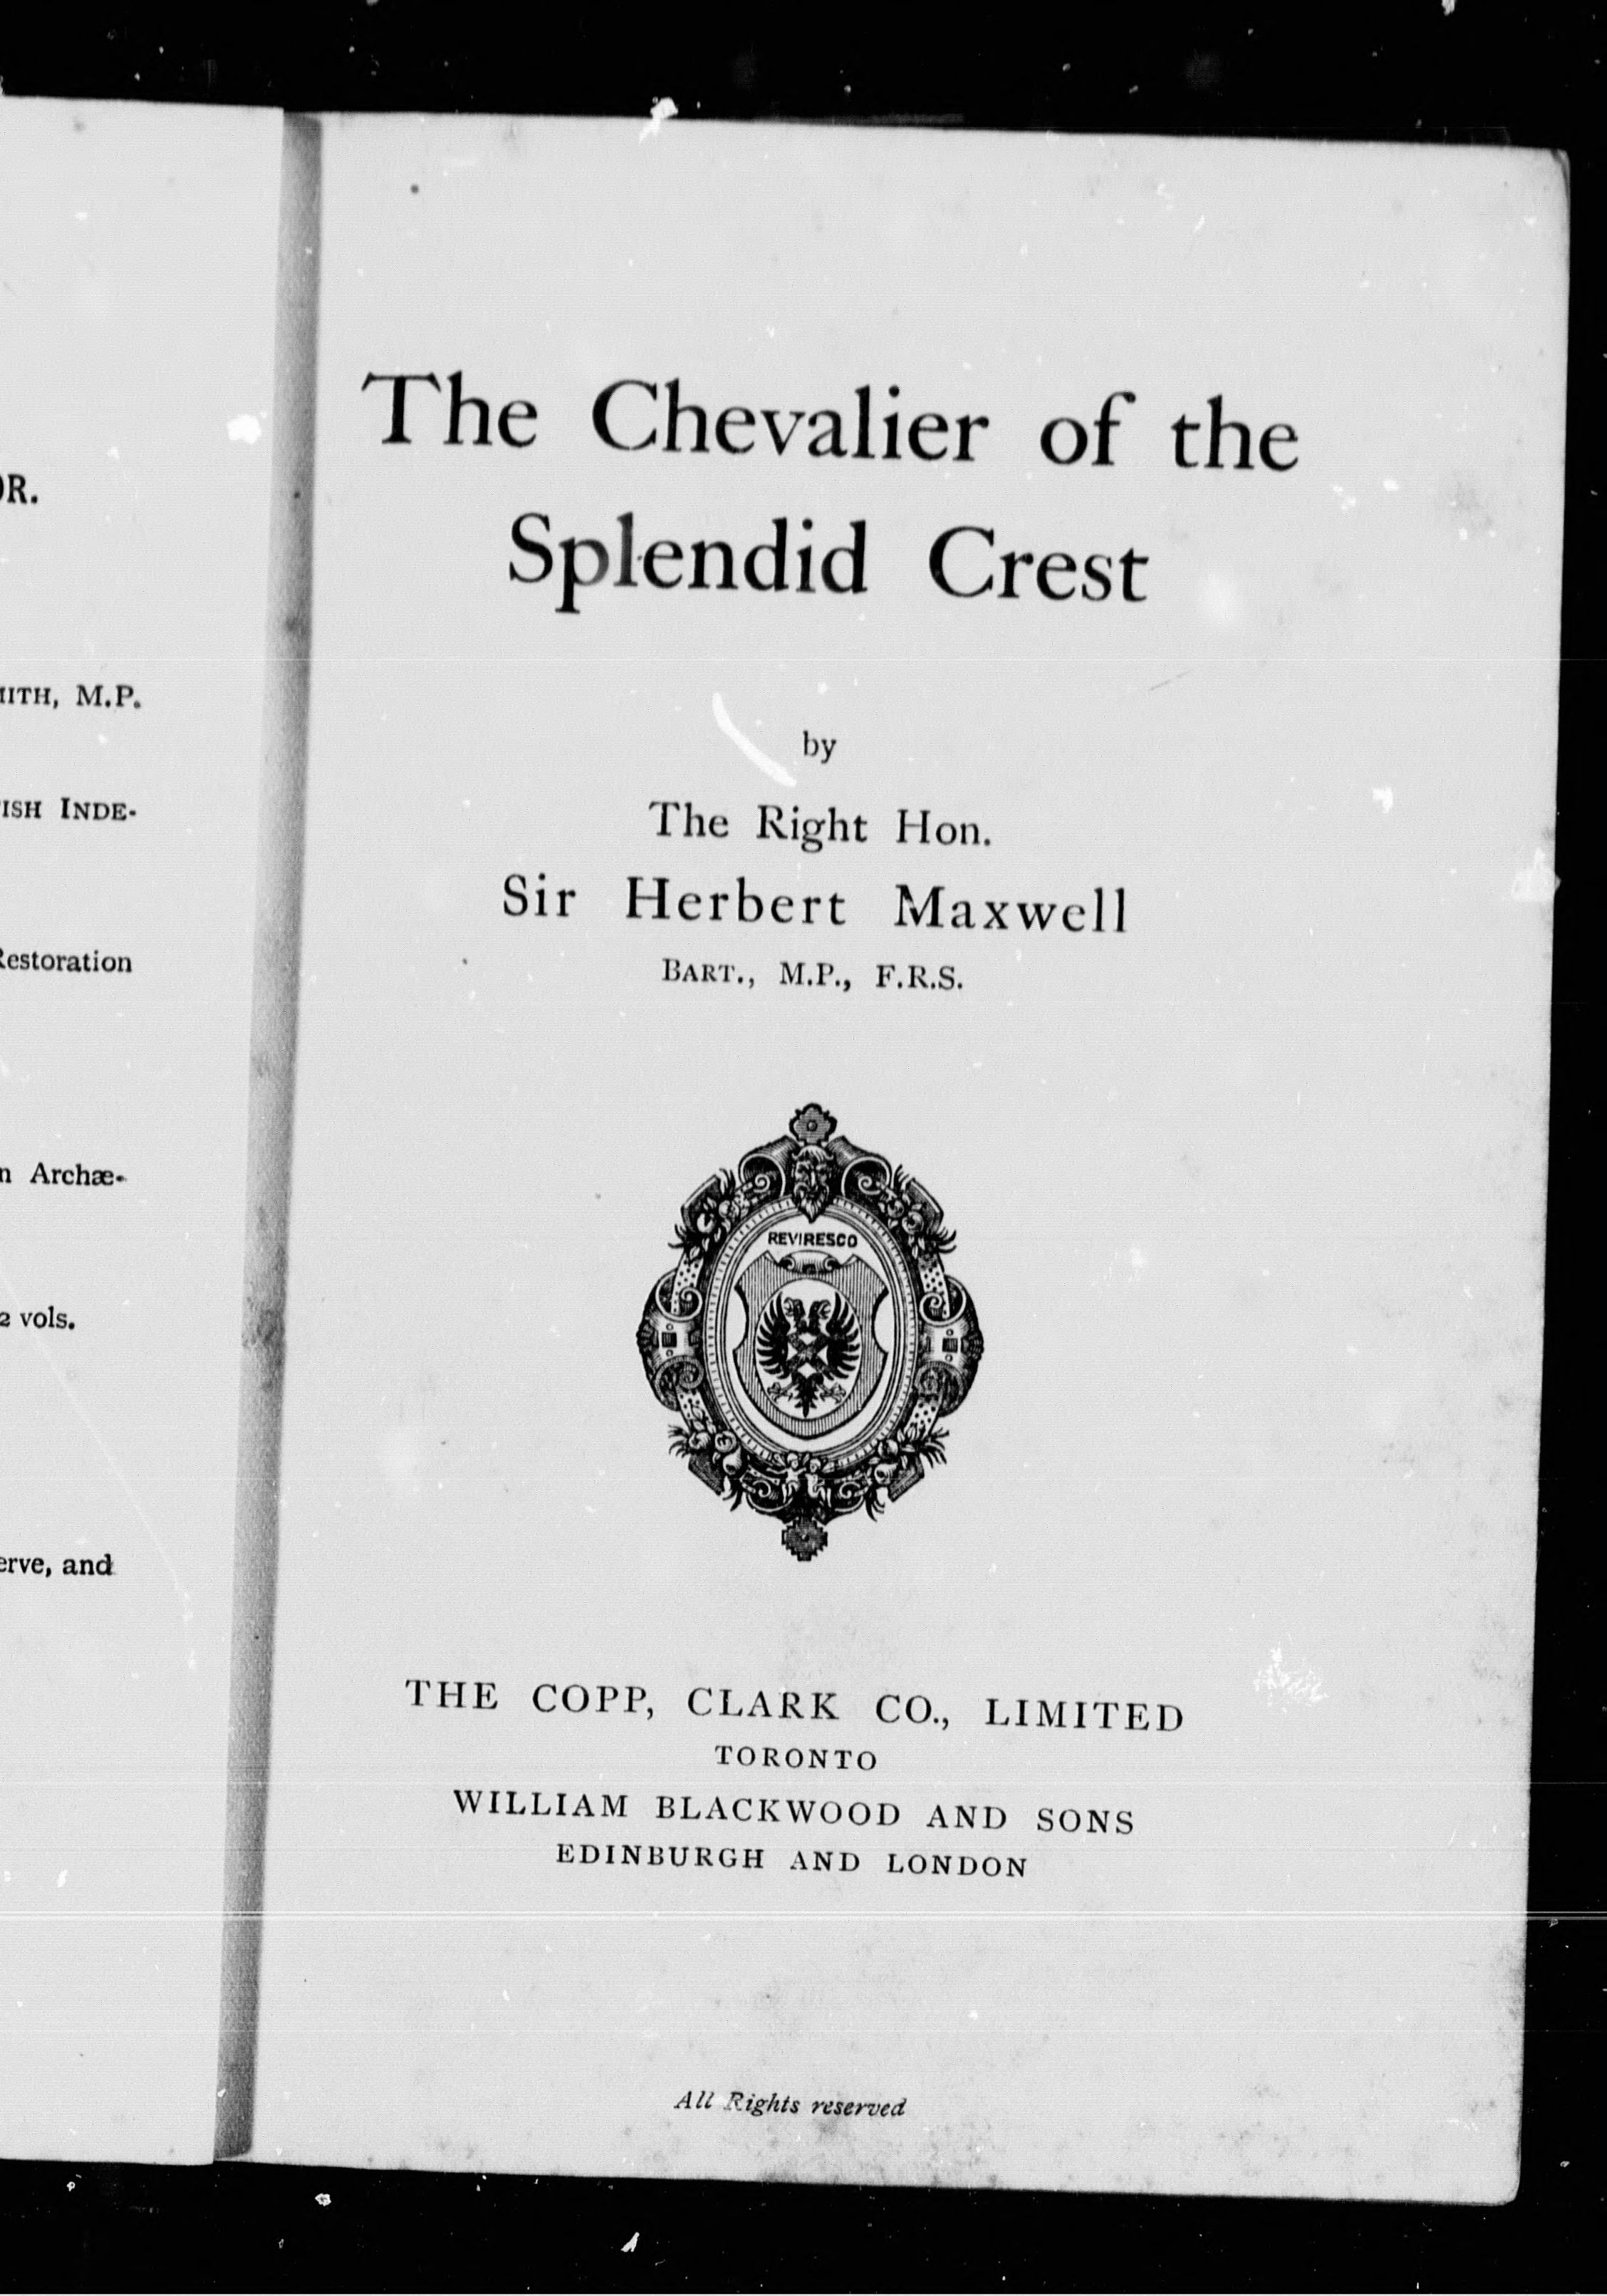 OR.
MITH, M.P.
ISH INDE-
Restoration
n Archæ-
2 vols.
erve, and
The Chevalier of the
Splendid Crest
by
The Right Hon.
Sir Herbert Maxwell
BART., M.P., F.R.S.
REVIRESCO
THE COPP, CLARK CO., LIMITED
TORONTO
WILLIAM BLACKWOOD AND SONS
EDINBURGH AND LONDON
All Rights reserved